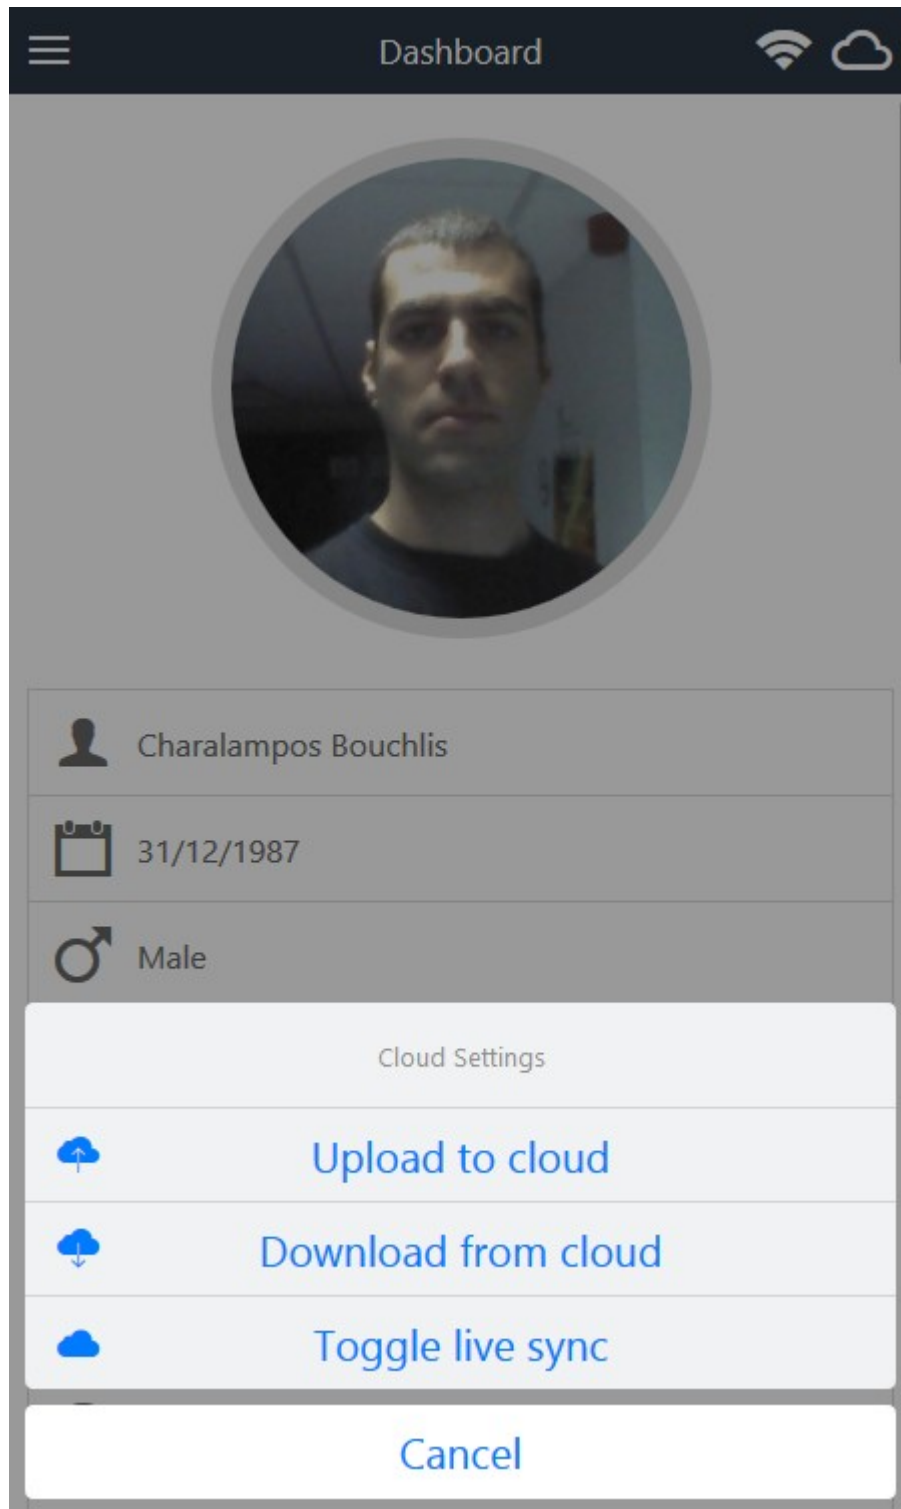 Dashboard
Charalampos Bouchlis
31/12/1987
Male
Cloud Settings
Upload to cloud
Download from cloud
Toggle live sync
Cancel